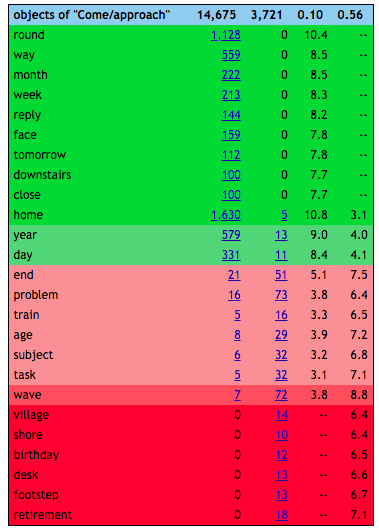 objects of "Come/approach" 14,675 3,721 0.10 0.56
round 1,128 0 10.4 --
way 559 0 8.5 --
month 222 0 8.5 --
week 213 0 8.3 --
reply 144 0 8.2 --
face 159 0 7.8 --
tomorrow 112 0 7.8 --
downstairs 100 0 7.7 --
close 100 0 7.7 --
home 1,630 5 10.8 3.1
year 579 13 9.0 4.0
day 331 11 8.4 4.1
end 21 51 5.1 7.5
problem 16 73 3.8 6.4
train 5 16 3.3 6.5
age 8 29 3.9 7.2
subject 6 32 3.2 6.8
task 5 32 3.1 7.1
wave 7 72 3.8 8.8
village 0 14 -- 6.4
shore 0 10 -- 6.4
birthday 0 12 -- 6.5
desk 0 13 -- 6.6
footstep 0 13 -- 6.7
retirement 0 18 -- 7.1